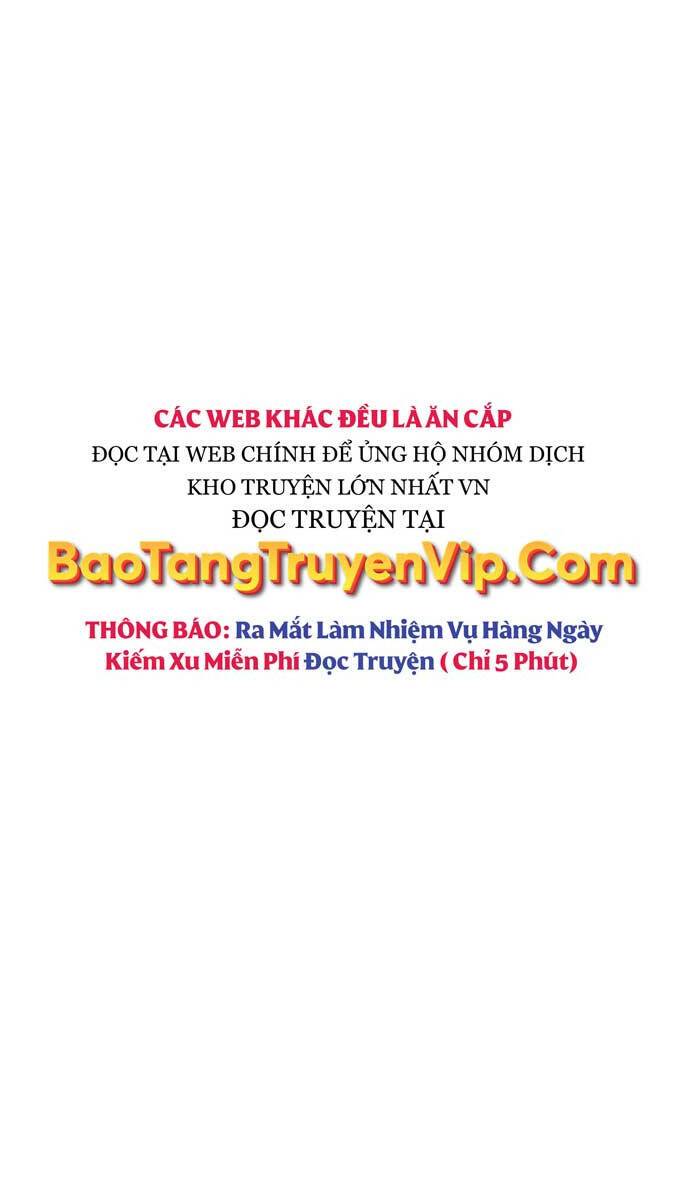 CÁC WEB KHÁC ĐỀU LÀ ĂN CẮP
ĐỌC TẠI WEB CHÍNH ĐỂ ỦNG HỘ NHÓM DỊCH
KHO TRUYỆN LỚN NHẤT VN
ĐỌC TRUYỆN TẠI
BaoTangTruyenVip.Com
THÔNG BÁO: Ra Mắt Làm Nhiệm Vụ Hàng Ngày
Kiếm Xu Miễn Phí Đọc Truyện ( Chỉ 5 Phút)